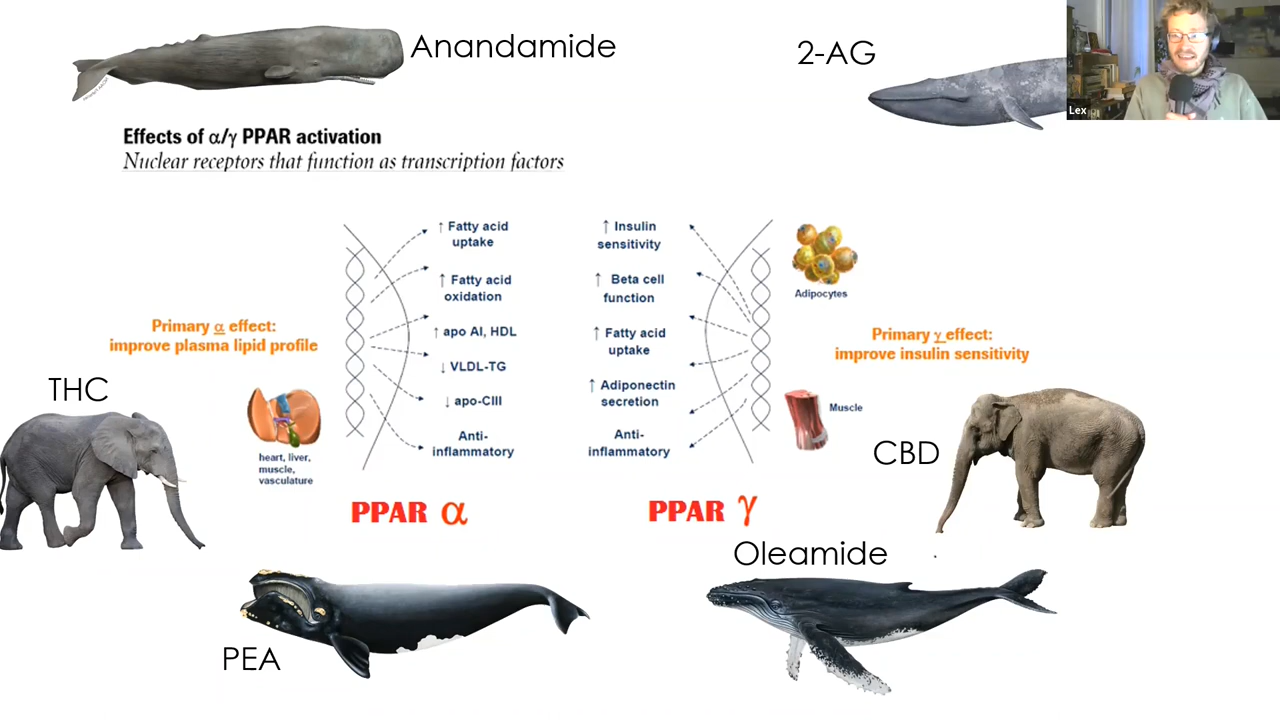 Anandamide
2-AG
Lex
Effects of α/γ PPAR activation
Nuclear receptors that function as transcription factors
↑ Fatty acid
uptake
↑ Fatty acid
oxidation
↑ apo AI, HDL
↓ VLDL-TG
↓ apo-CIII
Anti-
inflammatory
↑ Insulin
sensitivity
↑ Beta cell
function
↑ Fatty acid
uptake
↑ Adiponectin
secretion
Anti-
inflammatory
Adipocytes
Primary α effect:
improve plasma lipid profile
Primary γ effect:
improve insulin sensitivity
THC
heart, liver,
muscle,
vasculature
Muscle
CBD
PPAR α
PPAR γ
Oleamide
PEA